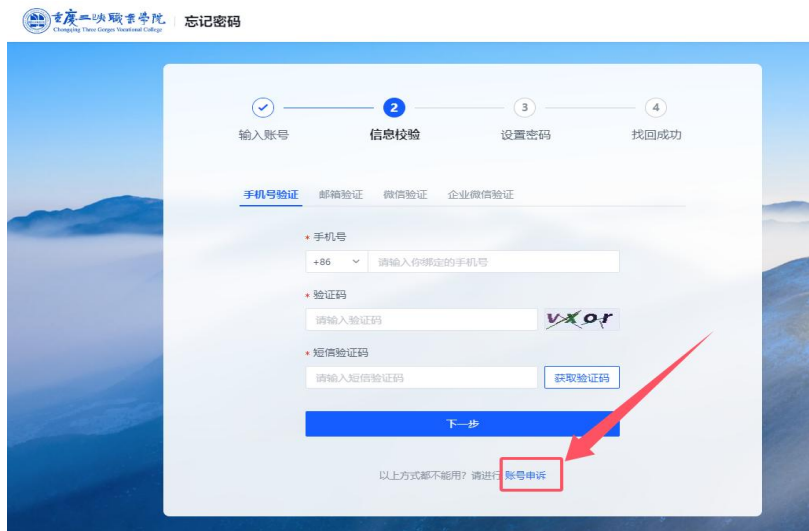 重庆三峡职业学院 忘记密码
Chongqing Three Gorges Vocational College
2 3 4
输入账号 信息校验 设置密码 找回成功
手机号验证 邮箱验证 微信验证 企业微信验证
* 手机号
+86 请输入你绑定的手机号
* 验证码
请输入验证码 vxor
* 短信验证码
请输入短信验证码 获取验证码
下一步
以上方式都不能用？请进行 账号申诉